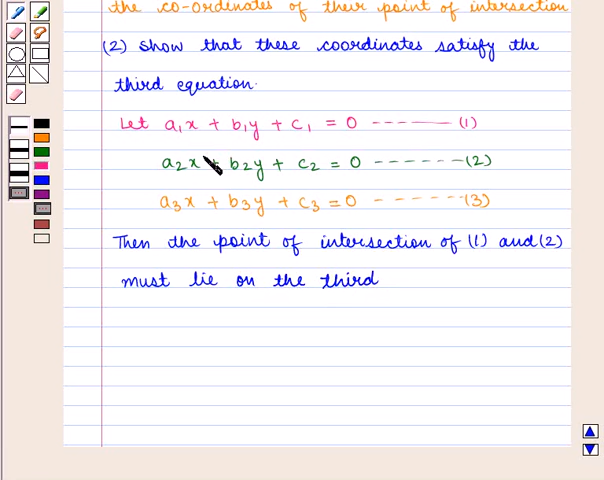 the co-ordinates of their point of intersection
(2) Show that these coordinates satisfy the
third equation.
Let a₁x + b₁y + c₁ = 0 -------- (1)
a₂x + b₂y + c₂ = 0 ------- (2)
a₃x + b₃y + c₃ = 0 ------- (3)
Then the point of intersection of (1) and (2)
must lie on the third